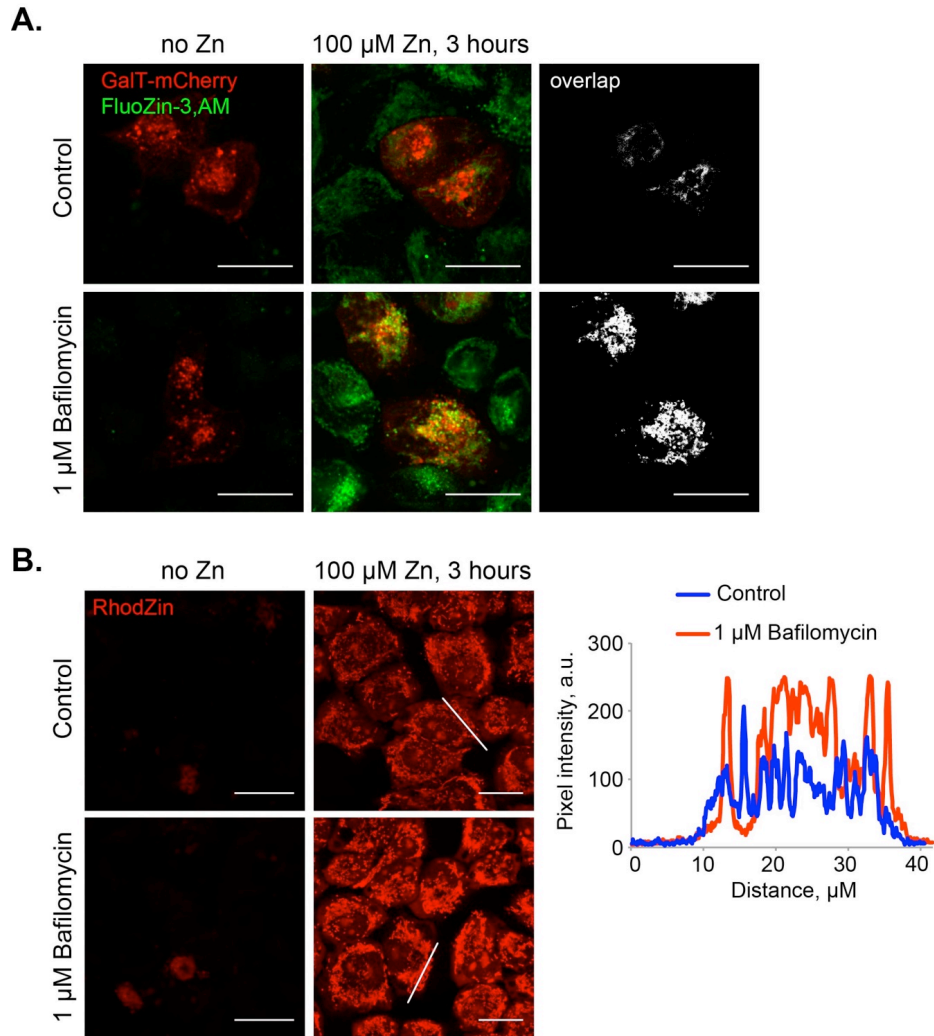 A.
no Zn
100 µM Zn, 3 hours
GalT-mCherry
FluoZin-3,AM
overlap
Control
1 µM Bafilomycin
B.
no Zn
100 µM Zn, 3 hours
RhodZin
Control
1 µM Bafilomycin
Control
1 µM Bafilomycin
Pixel intensity, a.u.
300
200
100
0
0 10 20 30 40
Distance, µM